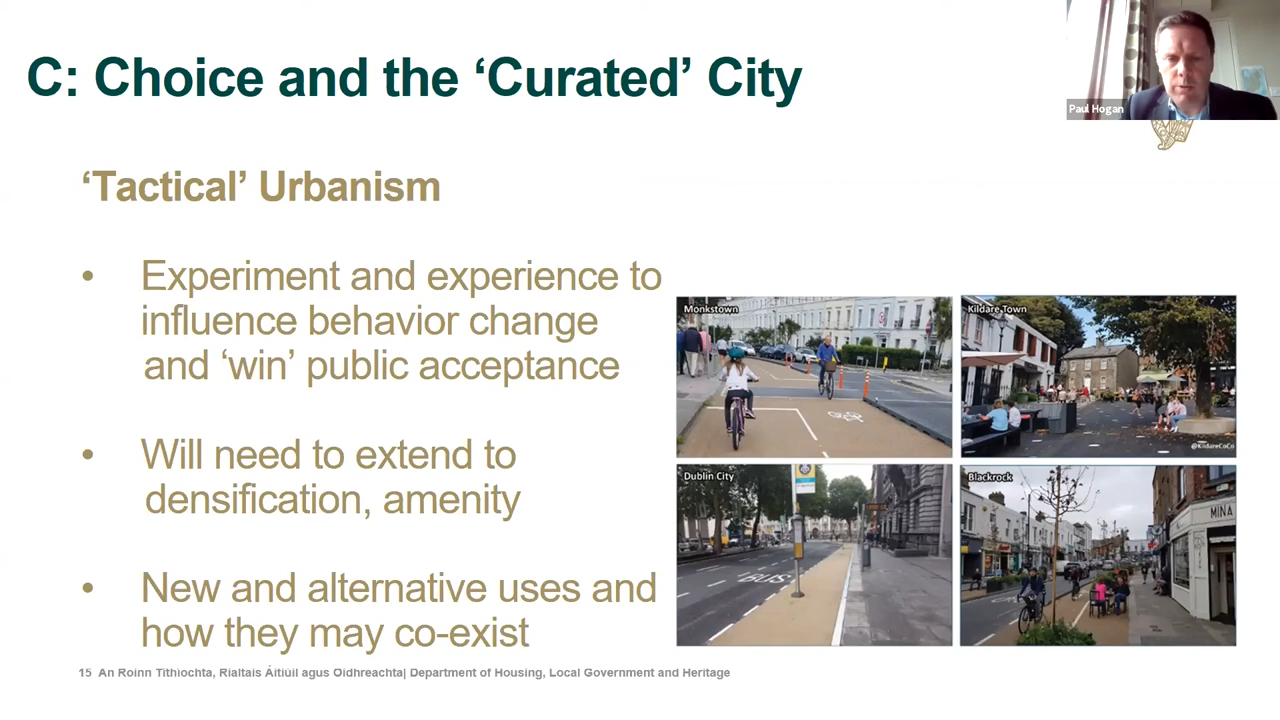 C: Choice and the ‘Curated’ City
Paul Hogan
‘Tactical’ Urbanism
• Experiment and experience to
influence behavior change
and ‘win’ public acceptance
• Will need to extend to
densification, amenity
• New and alternative uses and
how they may co-exist
Monkstown
Kildare Town
@KildareCoCo
Dublin City
BUS
Blackrock
MINA
15 An Roinn Tithíochta, Rialtais Áitiúil agus Oidhreachta| Department of Housing, Local Government and Heritage